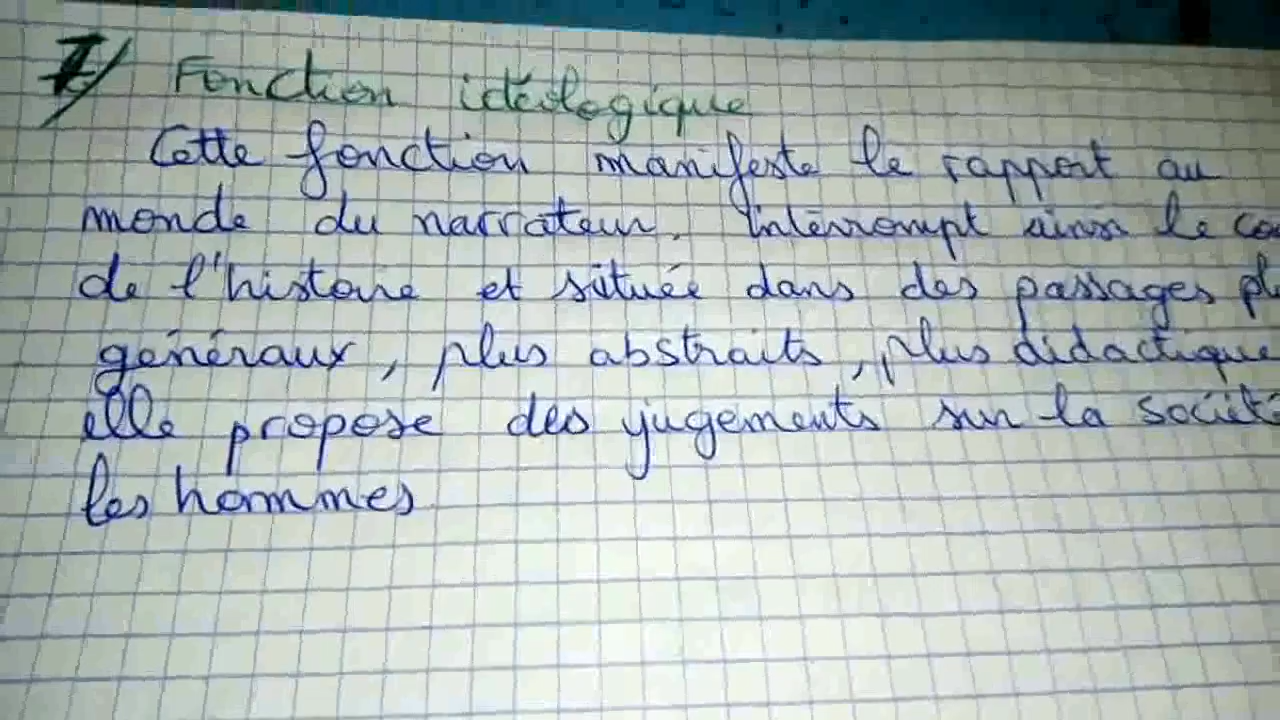 Fonction idéologique
Cette fonction manifeste le rapport au
monde du narrateur. Interrompt ainsi le
de l'histoire et située dans des passages
généraux, plus abstraits, plus didactique
elle propose des jugements sur la société
les hommes